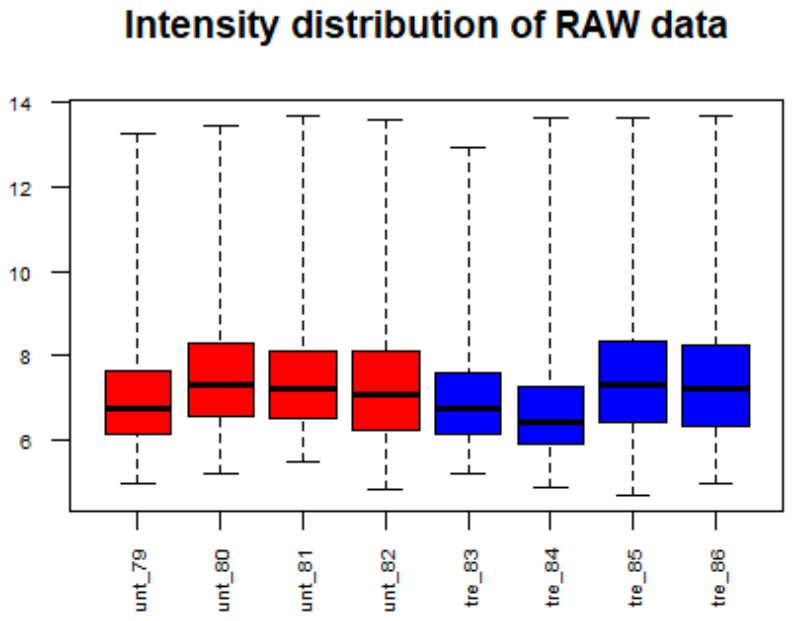 Intensity distribution of RAW data
14
12
10
8
6
unt_79 unt_80 unt_81 unt_82 tre_83 tre_84 tre_85 tre_86